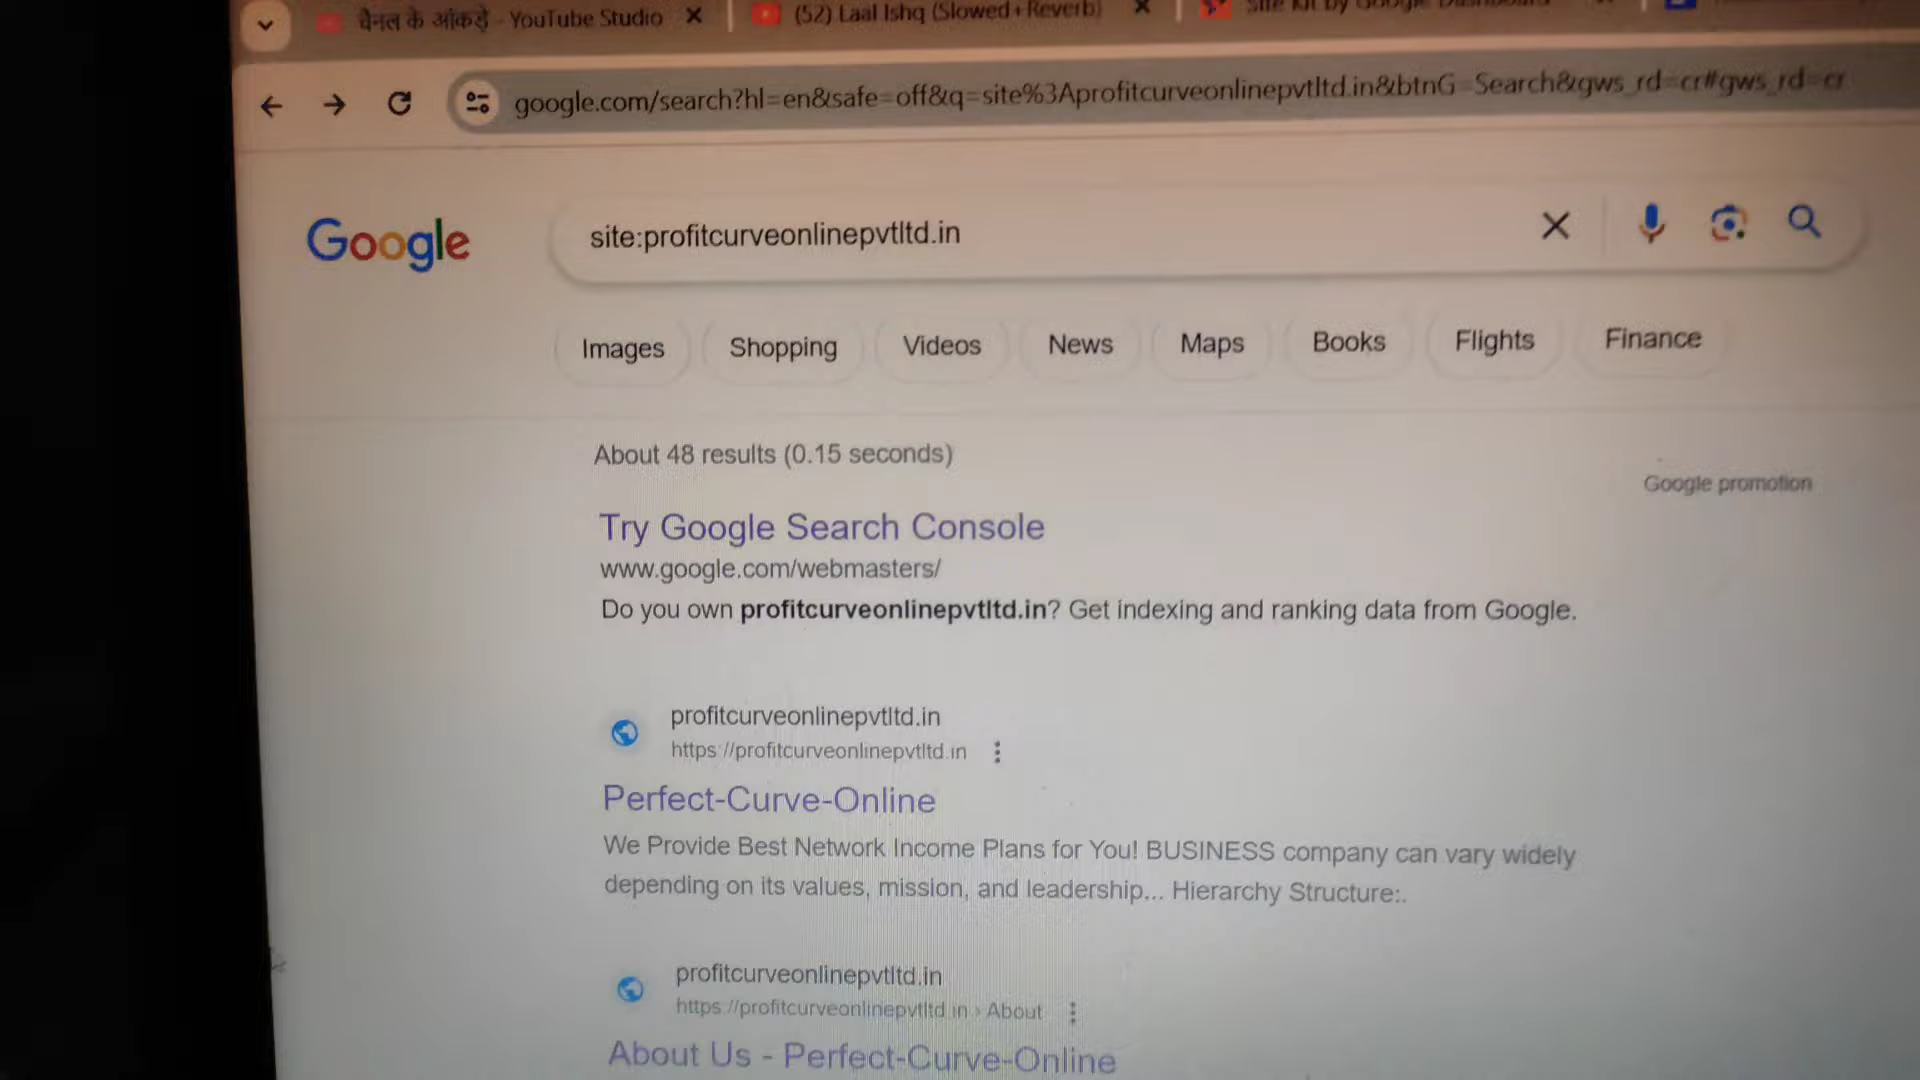 चैनल के आंकड़े - YouTube Studio
(52) Laal Ishq (Slowed+Reverb)
Site Kit by Google Dashboard
google.com/search?hl=en&safe=off&q=site%3Aprofitcurveonlinepvtltd.in&btnG=Search&gws_rd=cr#gws_rd=cr
Google
site:profitcurveonlinepvtltd.in
Images Shopping Videos News Maps Books Flights Finance
About 48 results (0.15 seconds)
Google promotion
Try Google Search Console
www.google.com/webmasters/
Do you own profitcurveonlinepvtltd.in? Get indexing and ranking data from Google.
profitcurveonlinepvtltd.in
https://profitcurveonlinepvtltd.in
Perfect-Curve-Online
We Provide Best Network Income Plans for You! BUSINESS company can vary widely
depending on its values, mission, and leadership... Hierarchy Structure:.
profitcurveonlinepvtltd.in
https://profitcurveonlinepvtltd.in › About
About Us - Perfect-Curve-Online